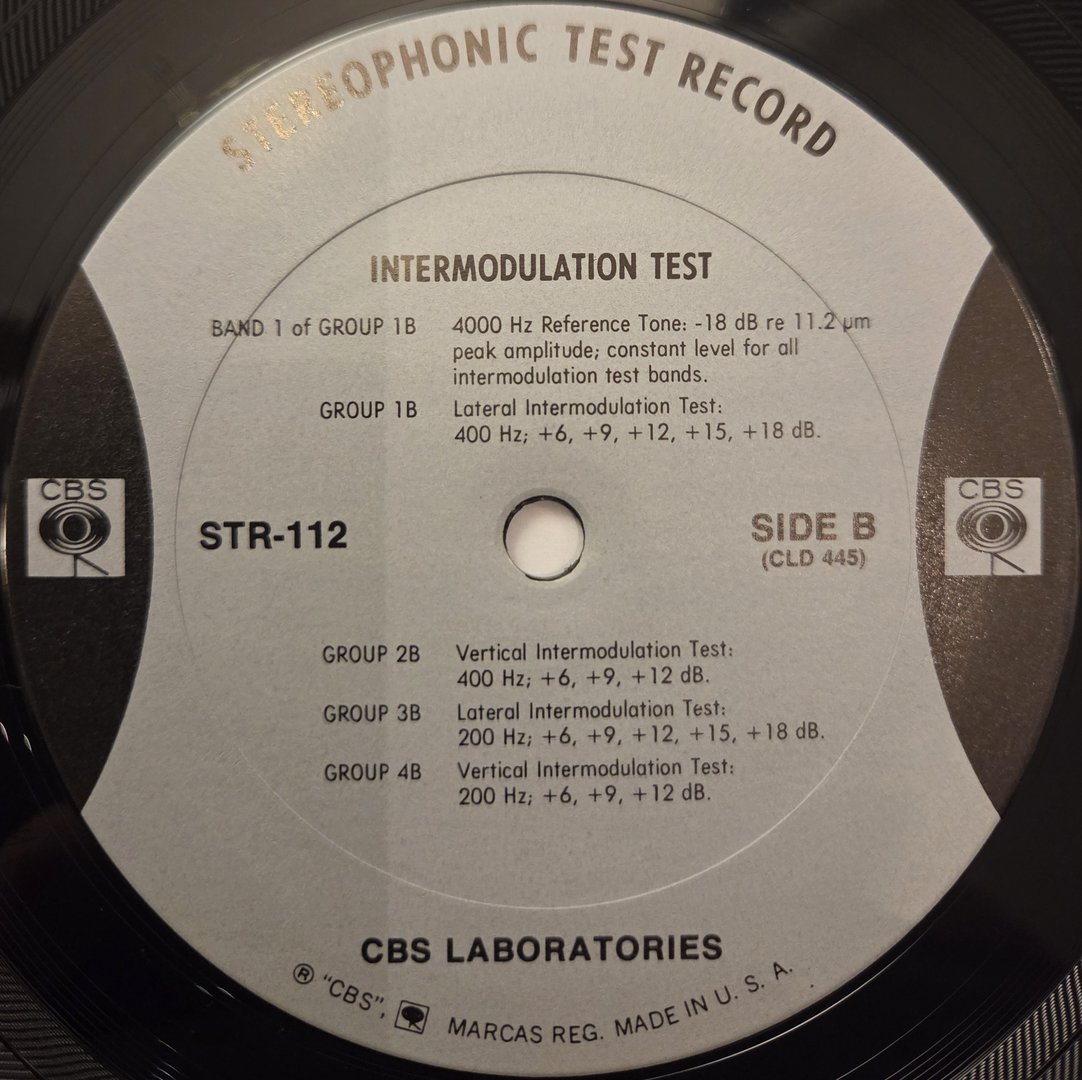 STEREOPHONIC TEST RECORD
INTERMODULATION TEST
BAND 1 of GROUP 1B 4000 Hz Reference Tone: -18 dB re 11.2 µm
peak amplitude; constant level for all
intermodulation test bands.
GROUP 1B Lateral Intermodulation Test:
400 Hz; +6, +9, +12, +15, +18 dB.
CBS
CBS
STR-112
SIDE B
(CLD 445)
GROUP 2B Vertical Intermodulation Test:
400 Hz; +6, +9, +12 dB.
GROUP 3B Lateral Intermodulation Test:
200 Hz; +6, +9, +12, +15, +18 dB.
GROUP 4B Vertical Intermodulation Test:
200 Hz; +6, +9, +12 dB.
CBS LABORATORIES
® "CBS", MARCAS REG. MADE IN U. S. A.